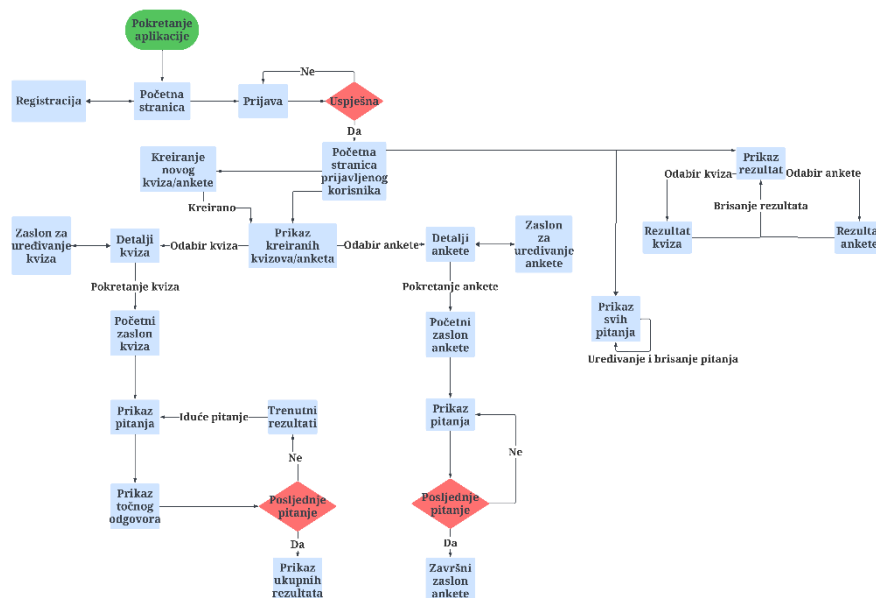 Pokretanje
aplikacije
Ne
Registracija
Početna
stranica
Prijava
Uspješna
Da
Kreiranje
novog
kviza/ankete
Početna
stranica
prijavljenog
korisnika
Prikaz
rezultat
Odabir kviza
Odabir ankete
Kreirano
Brisanje rezultata
Zaslon za
uređivanje
kviza
Detalji
kviza
Odabir kviza
Prikaz
kreiranih
kvizova/anketa
Odabir ankete
Detalji
ankete
Zaslon
za
uređivanje
ankete
Rezultat
kviza
Rezulta
ankete
Pokretanje kviza
Pokretanje ankete
Početni
zaslon
kviza
Početni
zaslon
ankete
Prikaz
svih
pitanja
Uređivanje i brisanje pitanja
Prikaz
pitanja
Iduće pitanje
Trenutni
rezultati
Prikaz
pitanja
Ne
Ne
Prikaz
točnog
odgovora
Posljednje
pitanje
Posljednje
pitanje
Da
Da
Prikaz
ukupnih
rezultata
Završni
zaslon
ankete